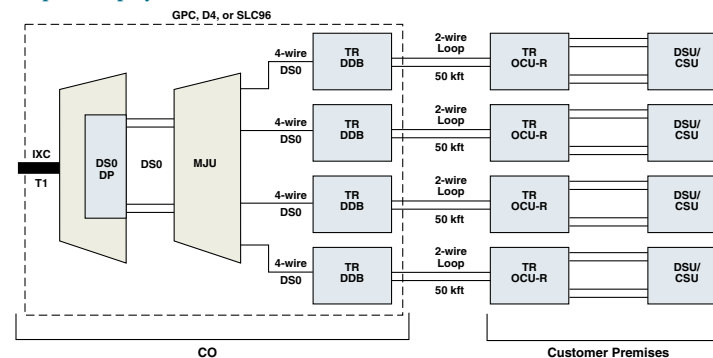 GPC, D4, or SLC96
IXC
T1
DS0
DP
DS0
MJU
4-wire
DS0
TR
DDB
2-wire
Loop
50 kft
TR
OCU-R
DSU/
CSU
4-wire
DS0
TR
DDB
2-wire
Loop
50 kft
TR
OCU-R
DSU/
CSU
4-wire
DS0
TR
DDB
2-wire
Loop
50 kft
TR
OCU-R
DSU/
CSU
4-wire
DS0
TR
DDB
2-wire
Loop
50 kft
TR
OCU-R
DSU/
CSU
CO
Customer Premises